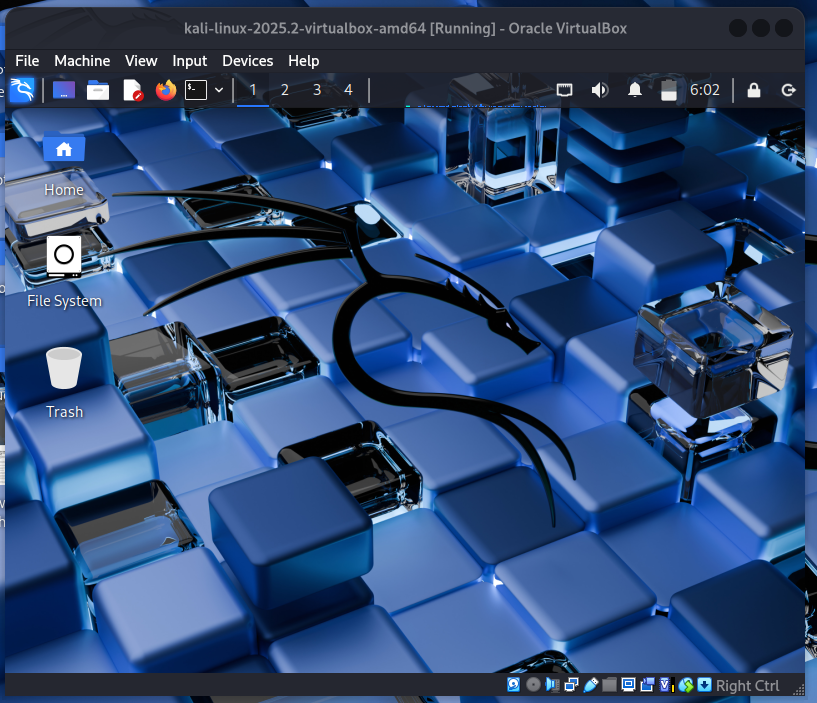 kali-linux-2025.2-virtualbox-amd64 [Running] - Oracle VirtualBox
File Machine View Input Devices Help
1 2 3 4 6:02
Home
File System
Trash
Right Ctrl